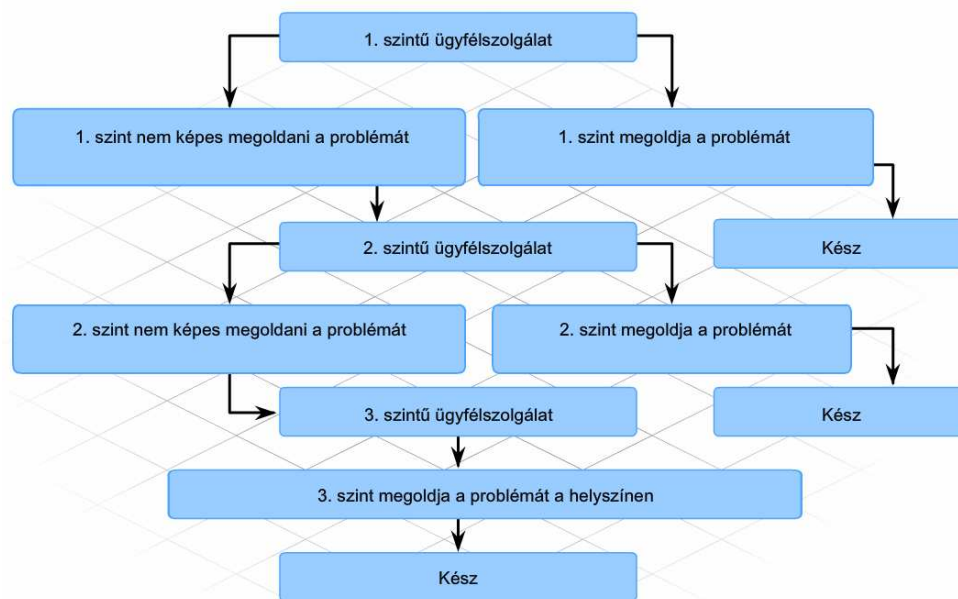 1. szintű ügyfélszolgálat
1. szint nem képes megoldani a problémát
1. szint megoldja a problémát
2. szintű ügyfélszolgálat
Kész
2. szint nem képes megoldani a problémát
2. szint megoldja a problémát
3. szintű ügyfélszolgálat
Kész
3. szint megoldja a problémát a helyszínen
Kész